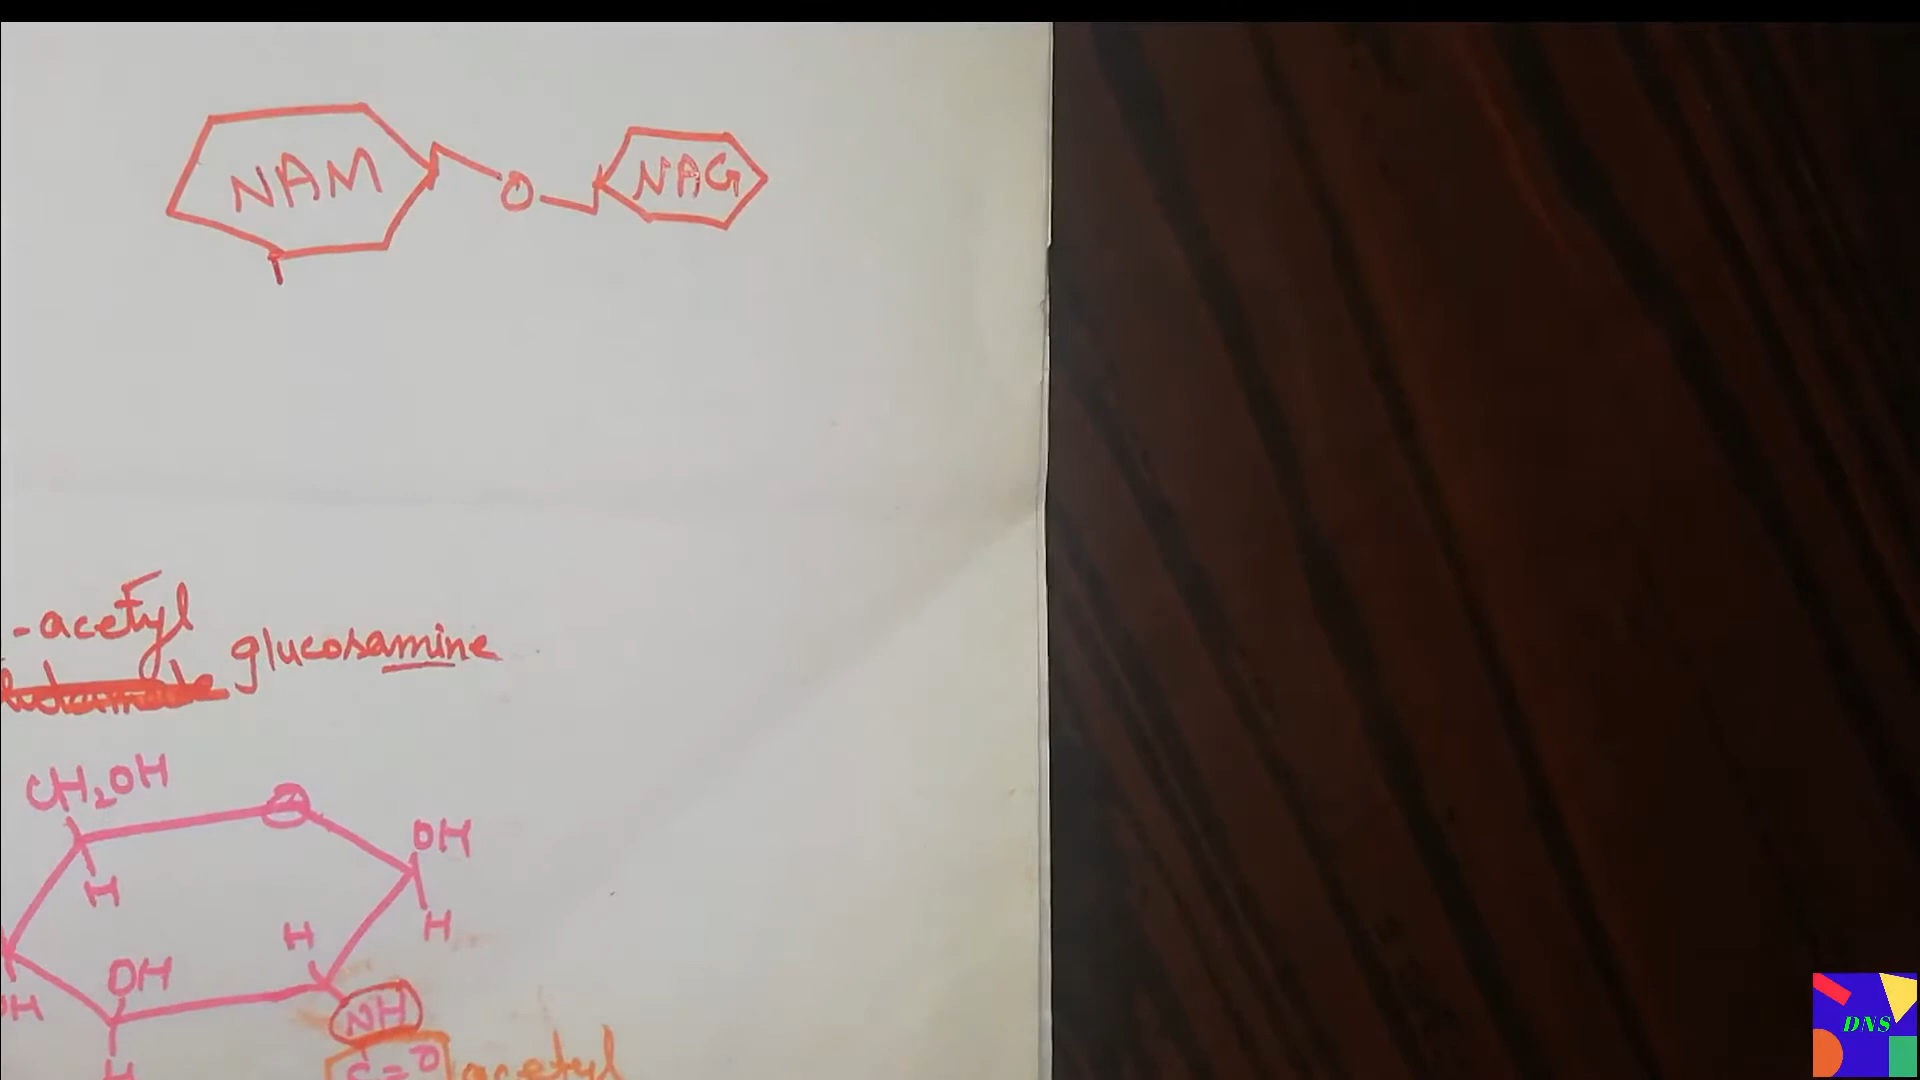 NAM O NAG
-acetyl
glucosamine
CH2OH
O
OH
H
H
H
OH
NH
H
C=O acetyl
DNS